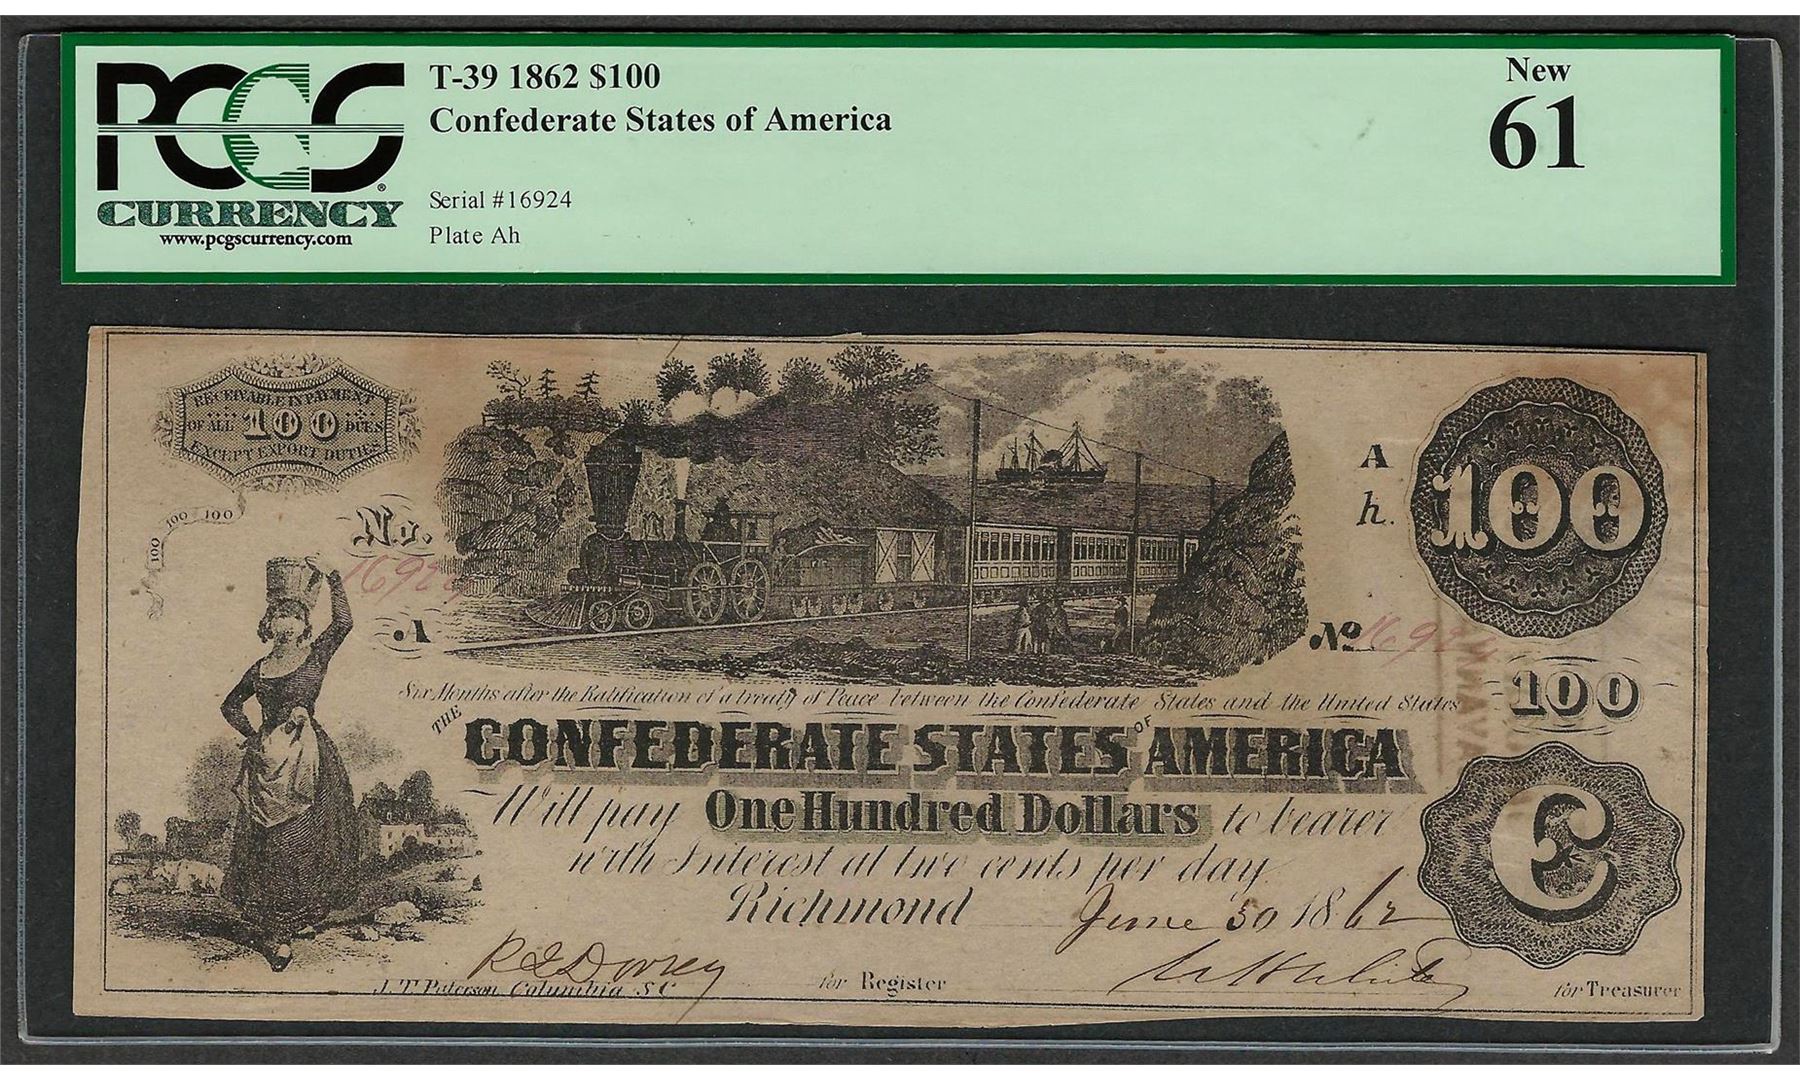 PCGS
CURRENCY
www.pcgscurrency.com
T-39 1862 $100
Confederate States of America
Serial #16924
Plate Ah
New
61
RECEIVABLE IN PAYMENT
OF ALL 100 DUES
EXCEPT EXPORT DUTIES
100 100 100
No.
16924
A
A
h.
100
No 16924
100
Six Months after the Ratification of a treaty of Peace between the Confederate States and the United States
THE
CONFEDERATE STATES OF AMERICA
Will pay One Hundred Dollars to bearer
with Interest at two cents per day.
Richmond June 30 1862
C
J. T. Paterson, Columbia S.C.
for Register
for Treasurer